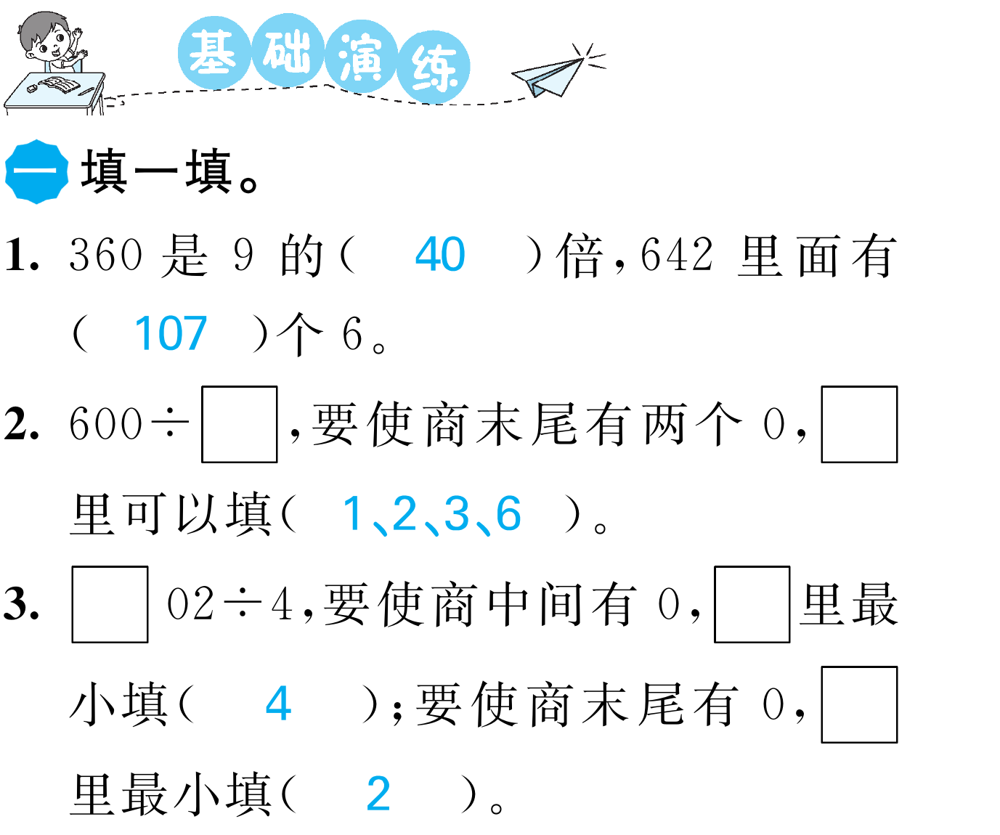 基础演练
一 填一填。
1. 360 是 9 的( 40 )倍,642 里面有
( 107 )个 6。
2. 600÷□,要使商末尾有两个 0,□
里可以填( 1、2、3、6 )。
3. □02÷4,要使商中间有 0,□里最
小填( 4 );要使商末尾有 0,□
里最小填( 2 )。